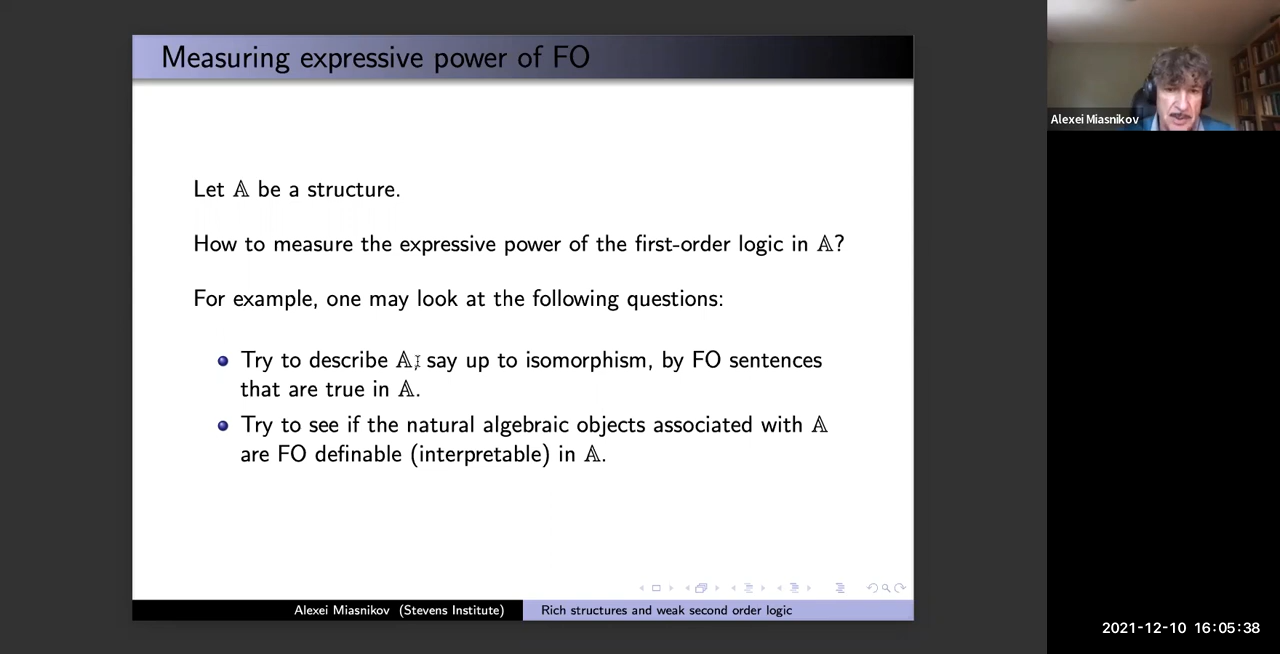 Measuring expressive power of FO
Let 𝔸 be a structure.
How to measure the expressive power of the first-order logic in 𝔸?
For example, one may look at the following questions:
Try to describe 𝔸, say up to isomorphism, by FO sentences
that are true in 𝔸.
Try to see if the natural algebraic objects associated with 𝔸
are FO definable (interpretable) in 𝔸.
Alexei Miasnikov (Stevens Institute)
Rich structures and weak second order logic
Alexei Miasnikov
2021-12-10 16:05:38